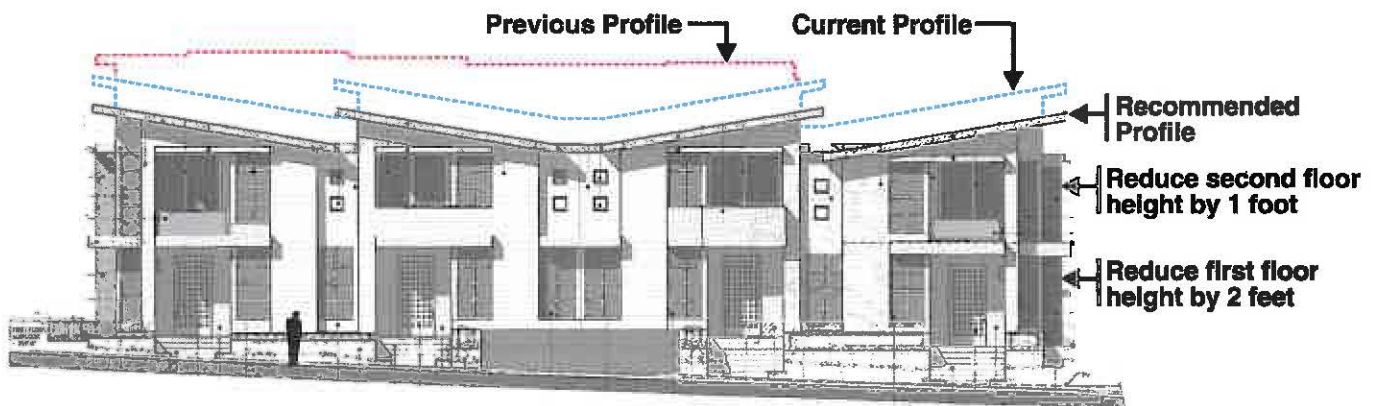 Previous Profile
Current Profile
Recommended
Profile
Reduce second floor
height by 1 foot
Reduce first floor
height by 2 feet